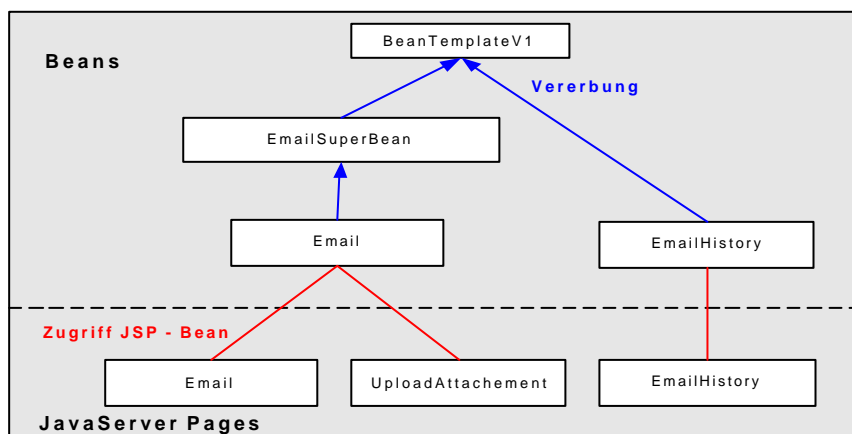 BeanTemplateV1
Beans
Vererbung
EmailSuperBean
Email
EmailHistory
Zugriff JSP - Bean
Email
UploadAttachement
EmailHistory
JavaServer Pages